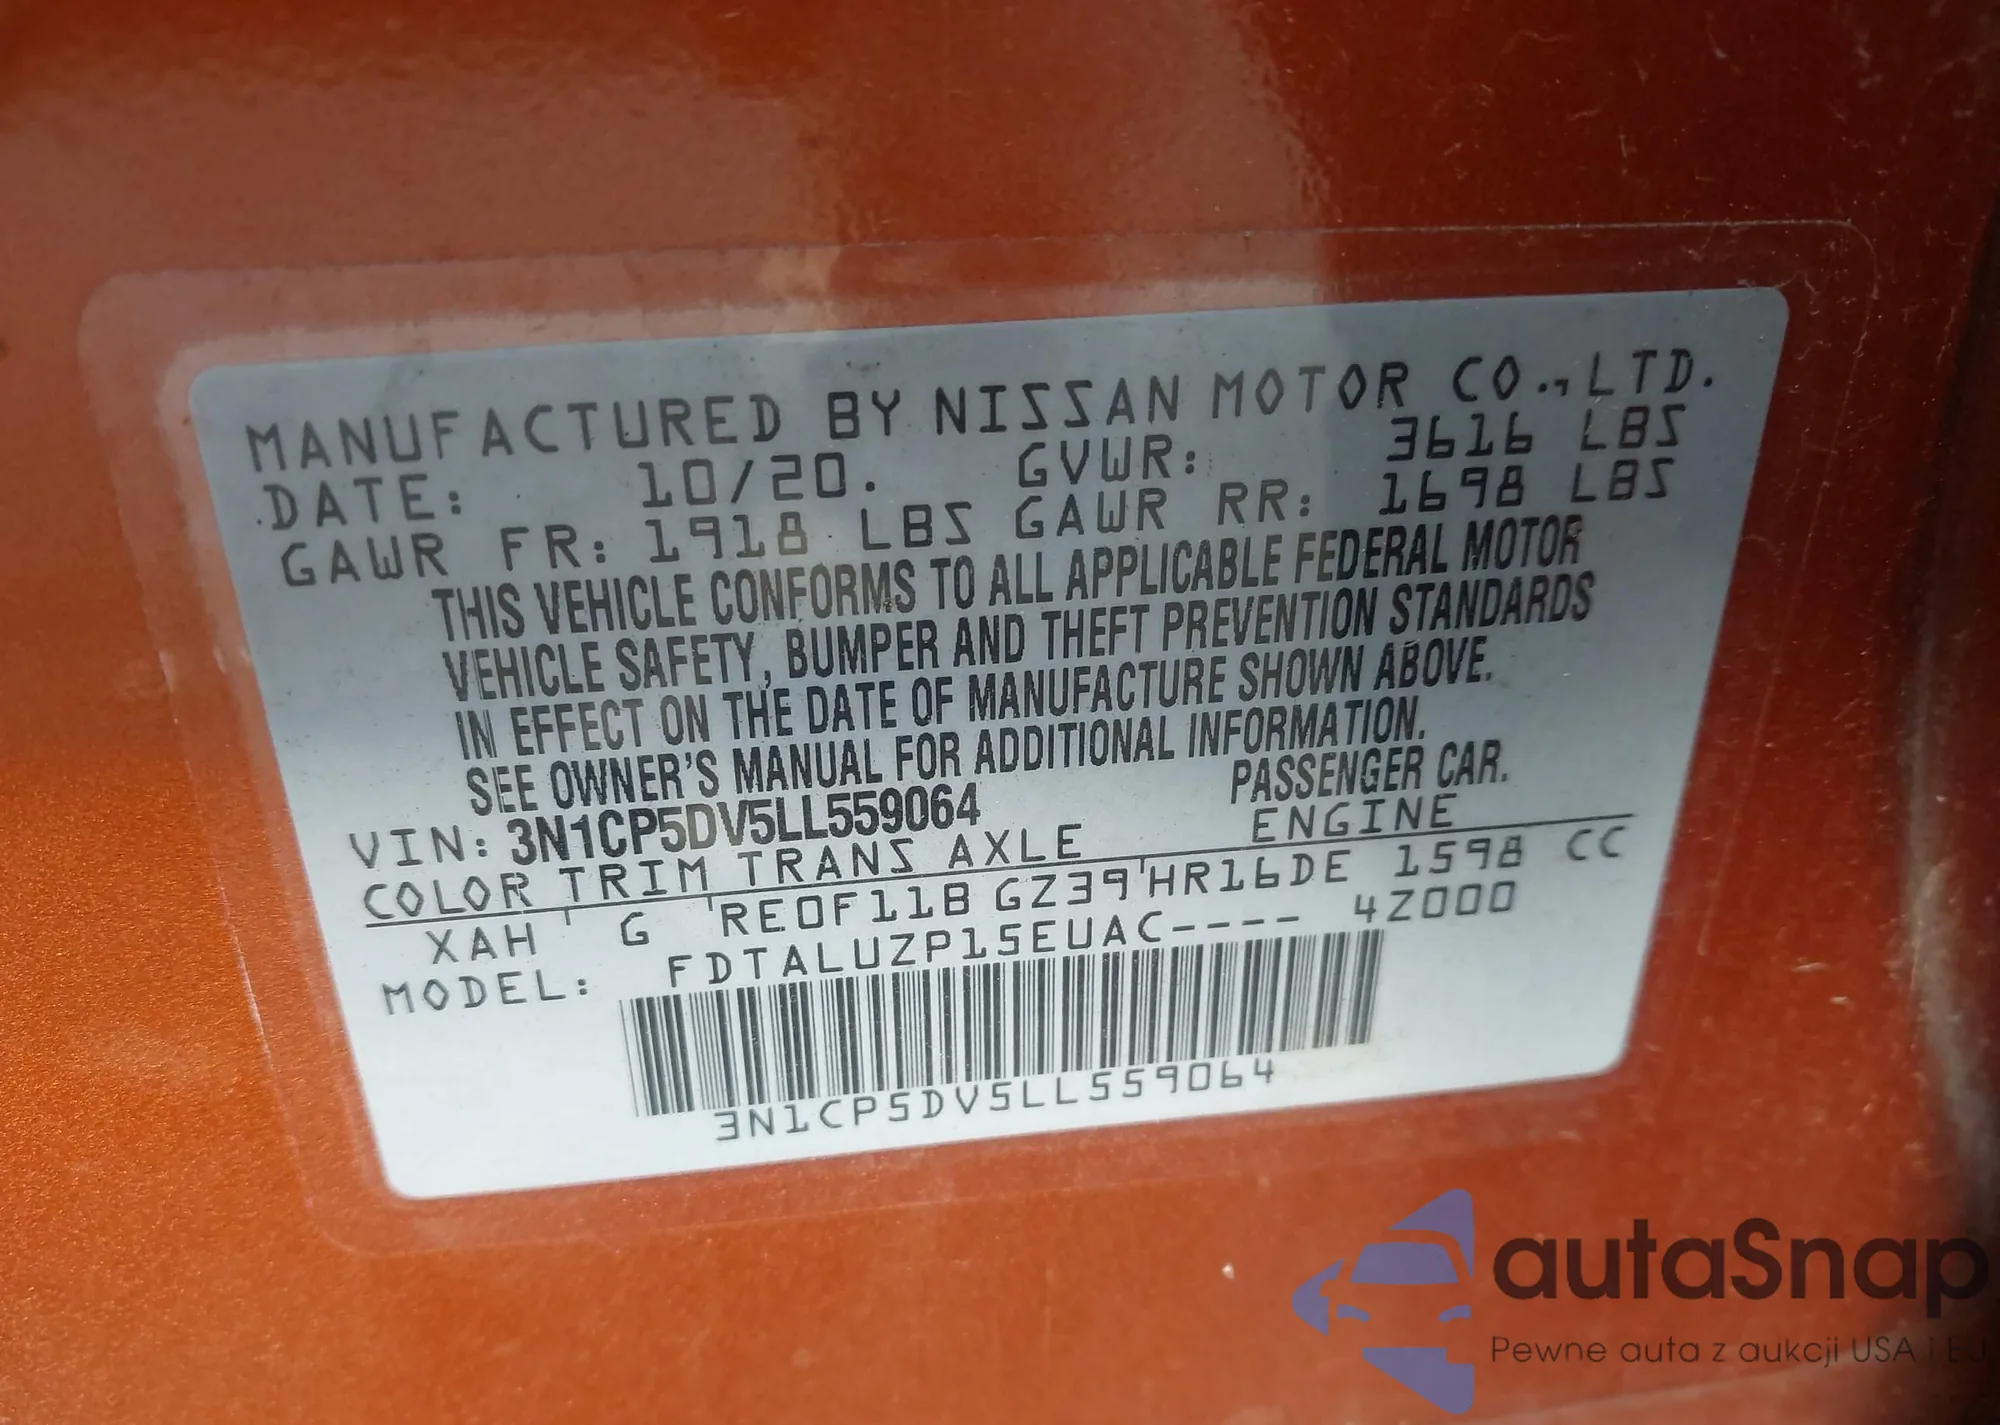 MANUFACTURED BY NISSAN MOTOR CO., LTD.
DATE: 10/20. GVWR: 3616 LBS
GAWR FR: 1918 LBS GAWR RR: 1698 LBS
THIS VEHICLE CONFORMS TO ALL APPLICABLE FEDERAL MOTOR
VEHICLE SAFETY, BUMPER AND THEFT PREVENTION STANDARDS
IN EFFECT ON THE DATE OF MANUFACTURE SHOWN ABOVE.
SEE OWNER'S MANUAL FOR ADDITIONAL INFORMATION.
VIN: 3N1CP5DV5LL559064 PASSENGER CAR.
COLOR TRIM TRANS AXLE ENGINE
XAH G RE0F11B GZ39 HR16DE 1598 CC
MODEL: FDTALUZP15EUAC---- 4Z000
3N1CP5DV5LL559064
autaSnap
Pewne auta z aukcji USA i EU